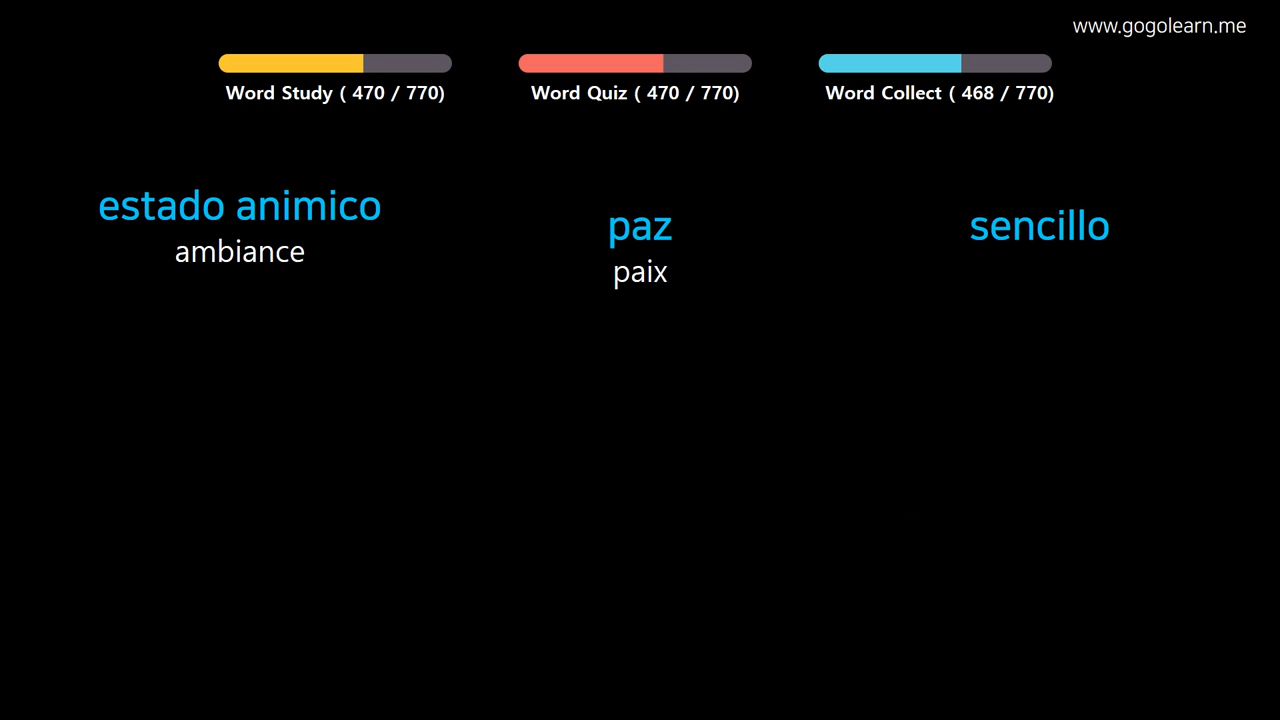 www.gogolearn.me
Word Study ( 470 / 770)
Word Quiz ( 470 / 770)
Word Collect ( 468 / 770)
estado animico
ambiance
paz
paix
sencillo